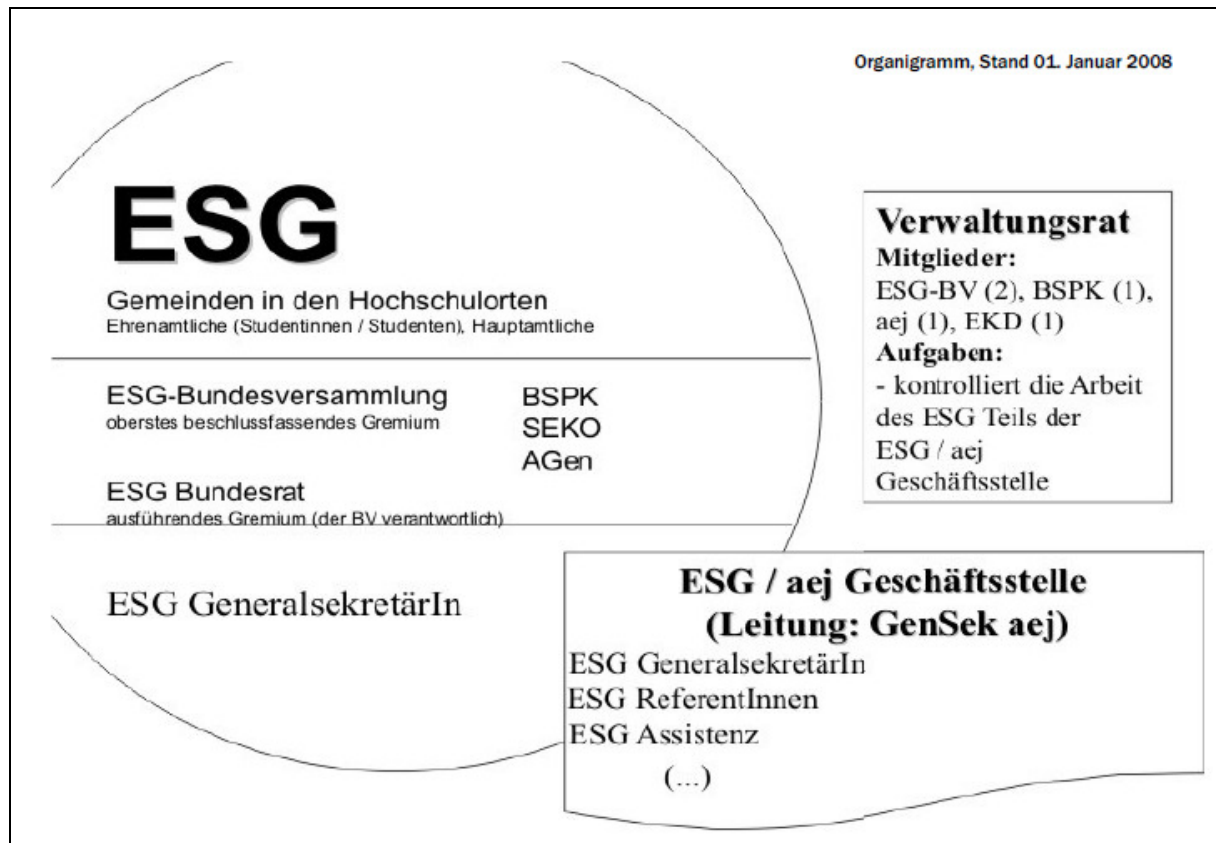 Organigramm, Stand 01. Januar 2008
ESG
Gemeinden in den Hochschulorten
Ehrenamtliche (Studentinnen / Studenten), Hauptamtliche
ESG-Bundesversammlung
oberstes beschlussfassendes Gremium
BSPK
SEKO
AGen
ESG Bundesrat
ausführendes Gremium (der BV verantwortlich)
ESG GeneralsekretärIn
Verwaltungsrat
Mitglieder:
ESG-BV (2), BSPK (1),
aej (1), EKD (1)
Aufgaben:
- kontrolliert die Arbeit
des ESG Teils der
ESG / aej
Geschäftsstelle
ESG / aej Geschäftsstelle
(Leitung: GenSek aej)
ESG GeneralsekretärIn
ESG ReferentInnen
ESG Assistenz
(...)